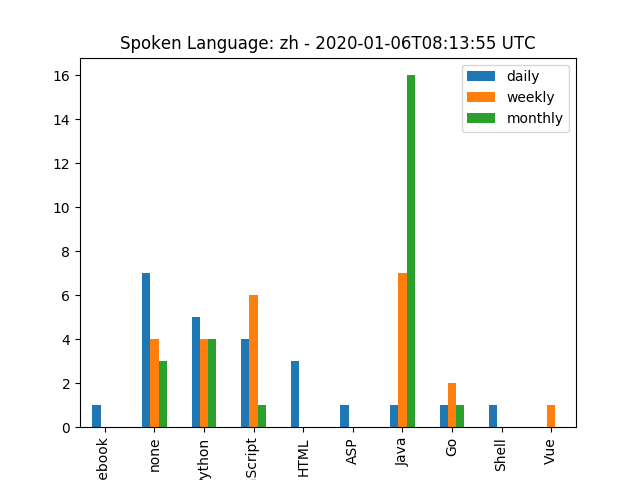 Spoken Language: zh - 2020-01-06T08:13:55 UTC
daily
weekly
monthly
16
14
12
10
8
6
4
2
0
ebook
none
ython
Script
HTML
ASP
Java
Go
Shell
Vue